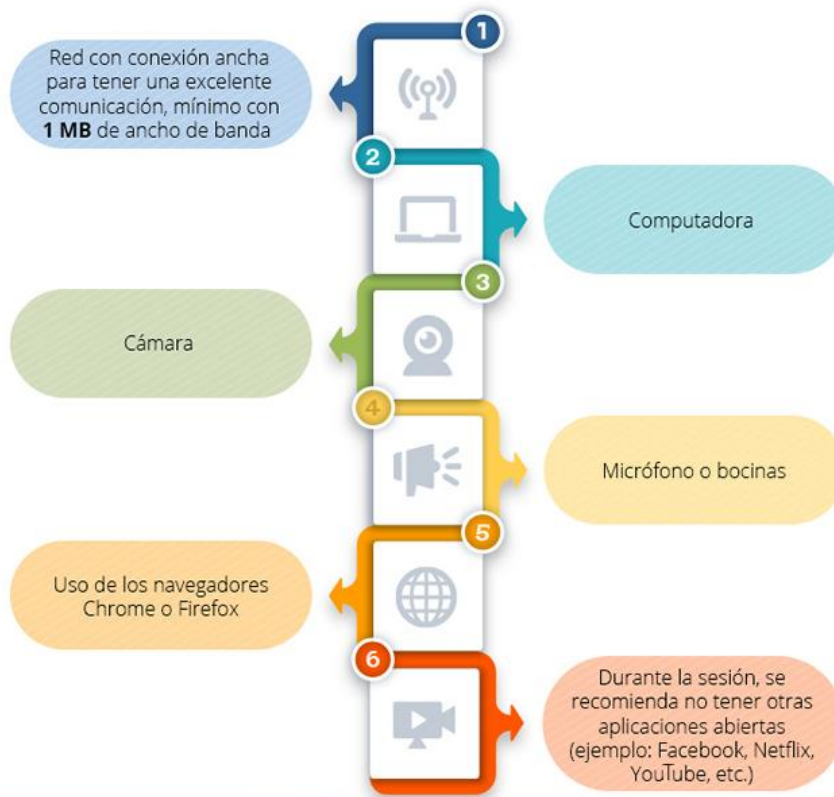 1
Red con conexión ancha
para tener una excelente
comunicación, mínimo con
1 MB de ancho de banda
2
Computadora
3
Cámara
4
Micrófono o bocinas
5
Uso de los navegadores
Chrome o Firefox
6
Durante la sesión, se
recomienda no tener otras
aplicaciones abiertas
(ejemplo: Facebook, Netflix,
YouTube, etc.)